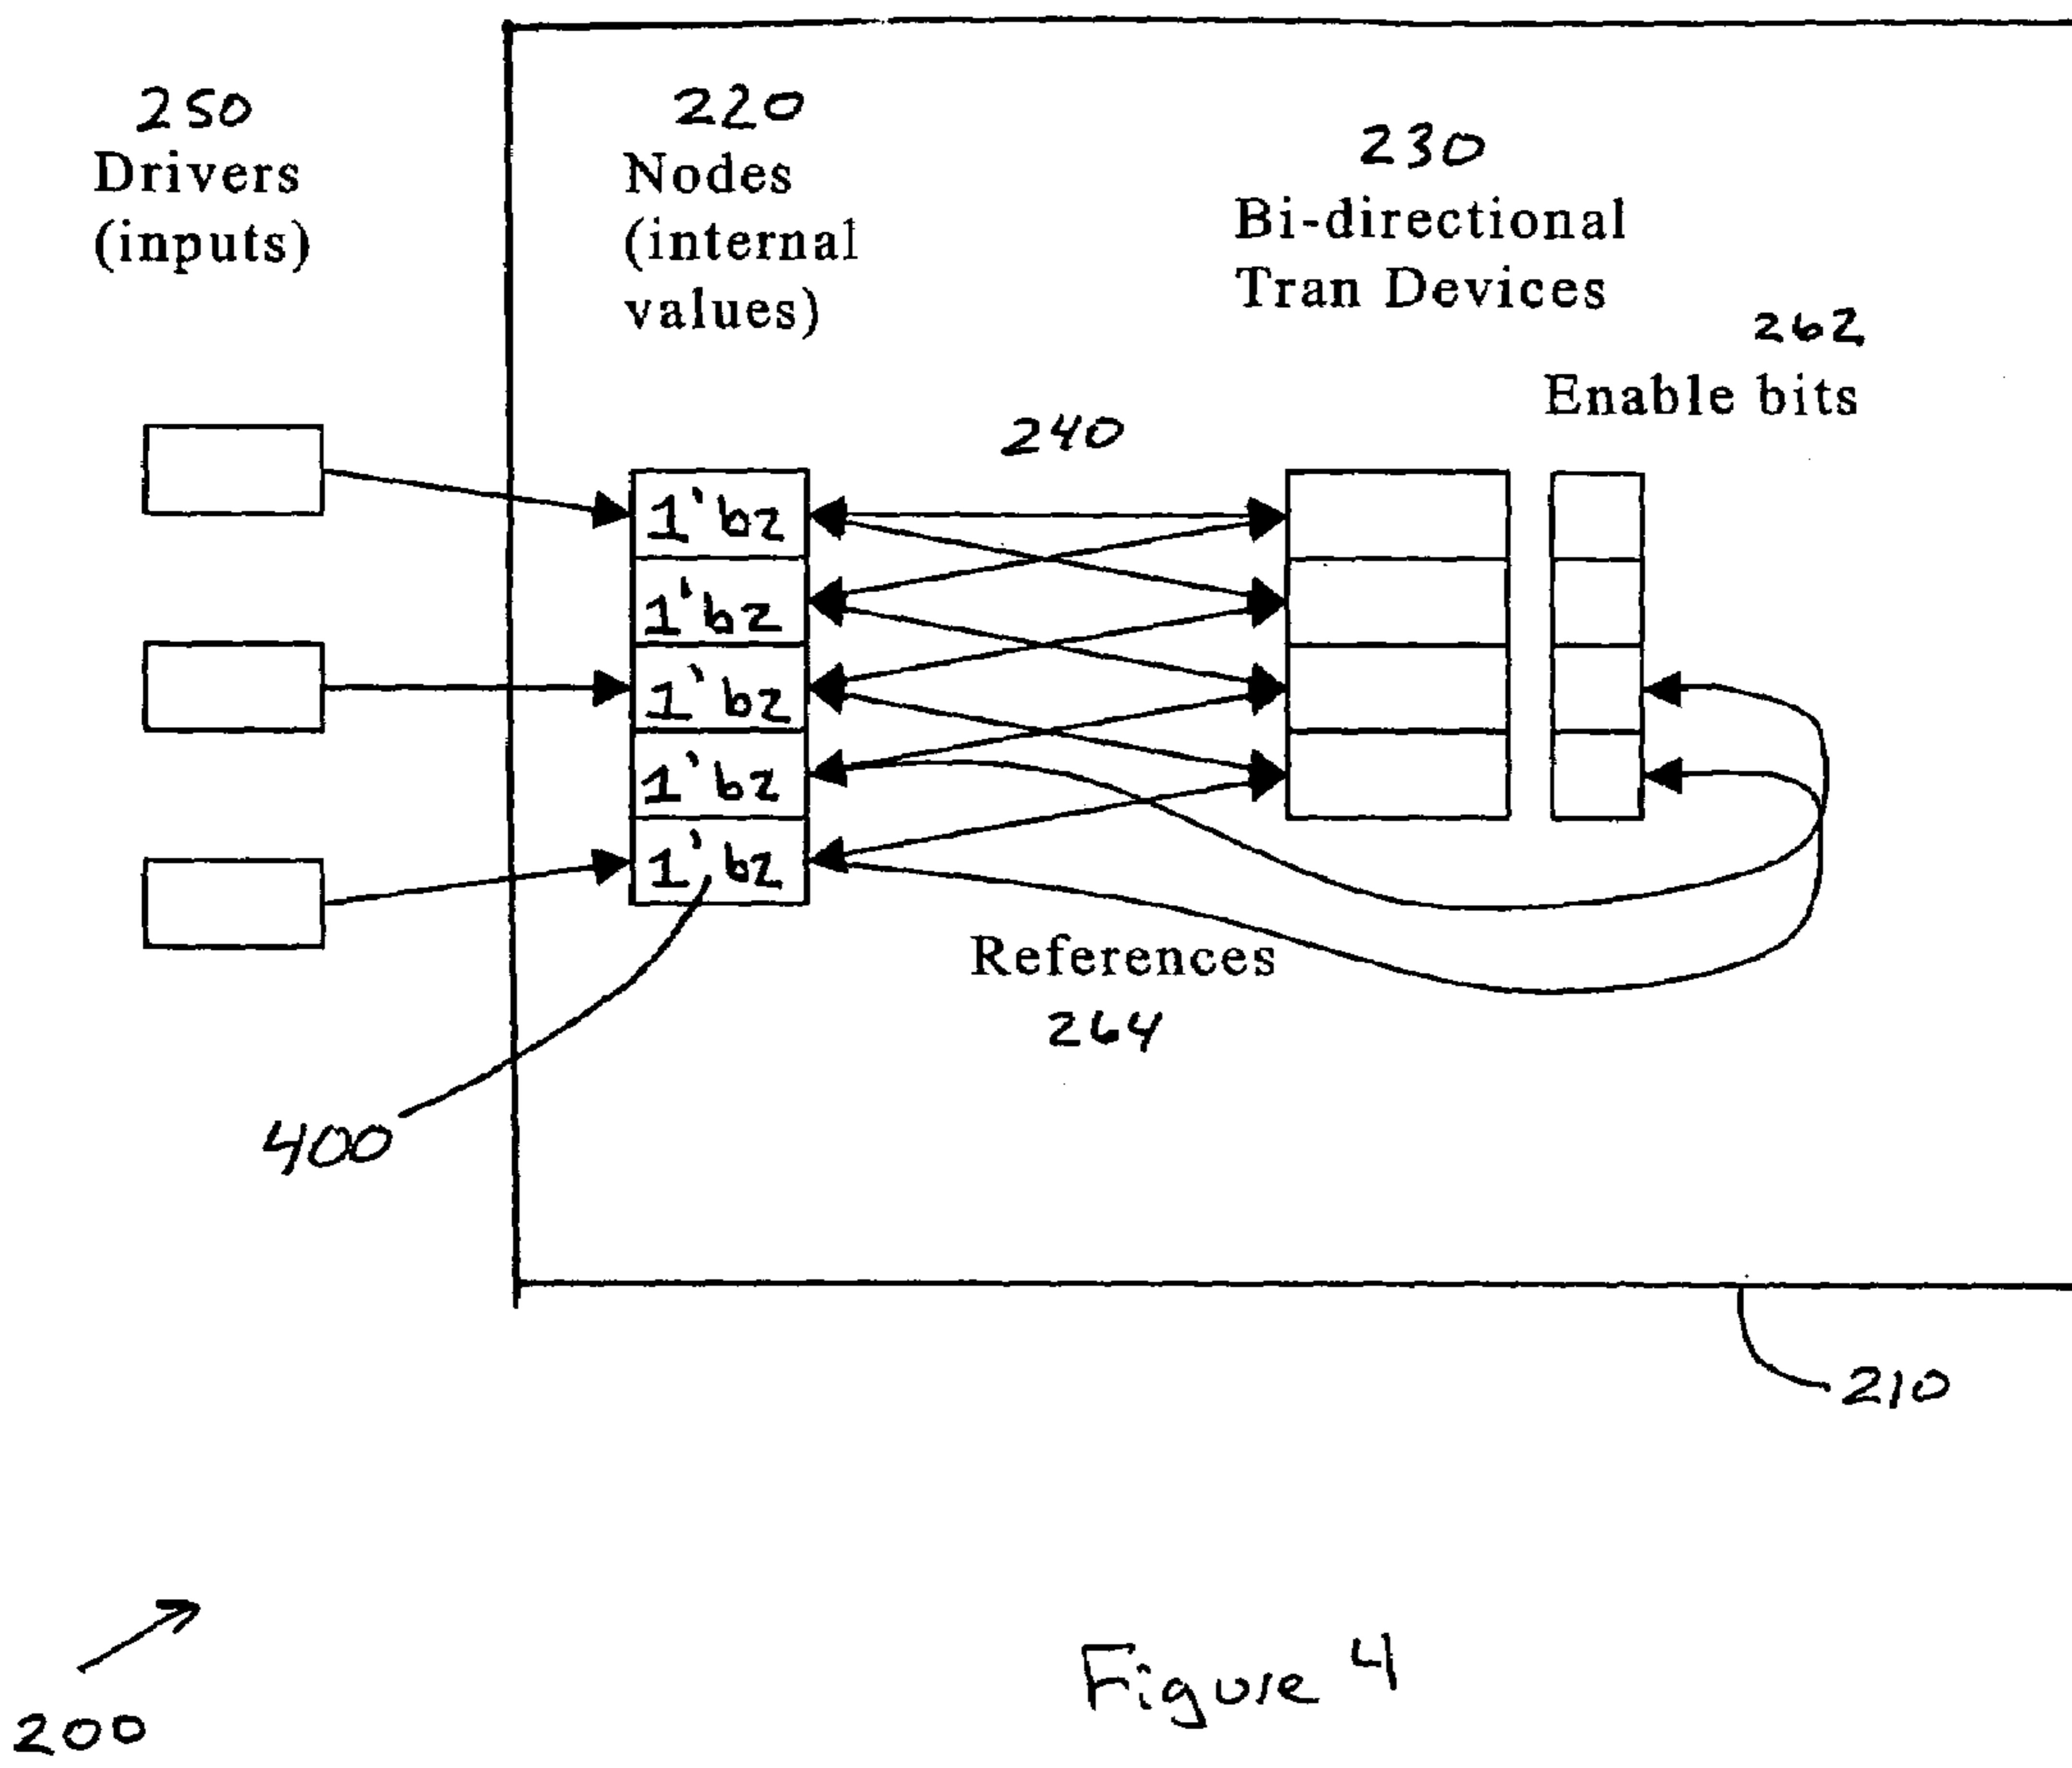 250
Drivers
(inputs)
220
Nodes
(internal
values)
230
Bi-directional
Tran Devices
262
Enable bits
240
1'bz
1'bz
1'bz
1'bz
1'bz
References
264
400
210
200
Figure 4